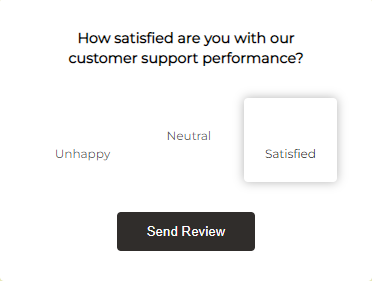 How satisfied are you with our
customer support performance?
Neutral
Unhappy
Satisfied
Send Review